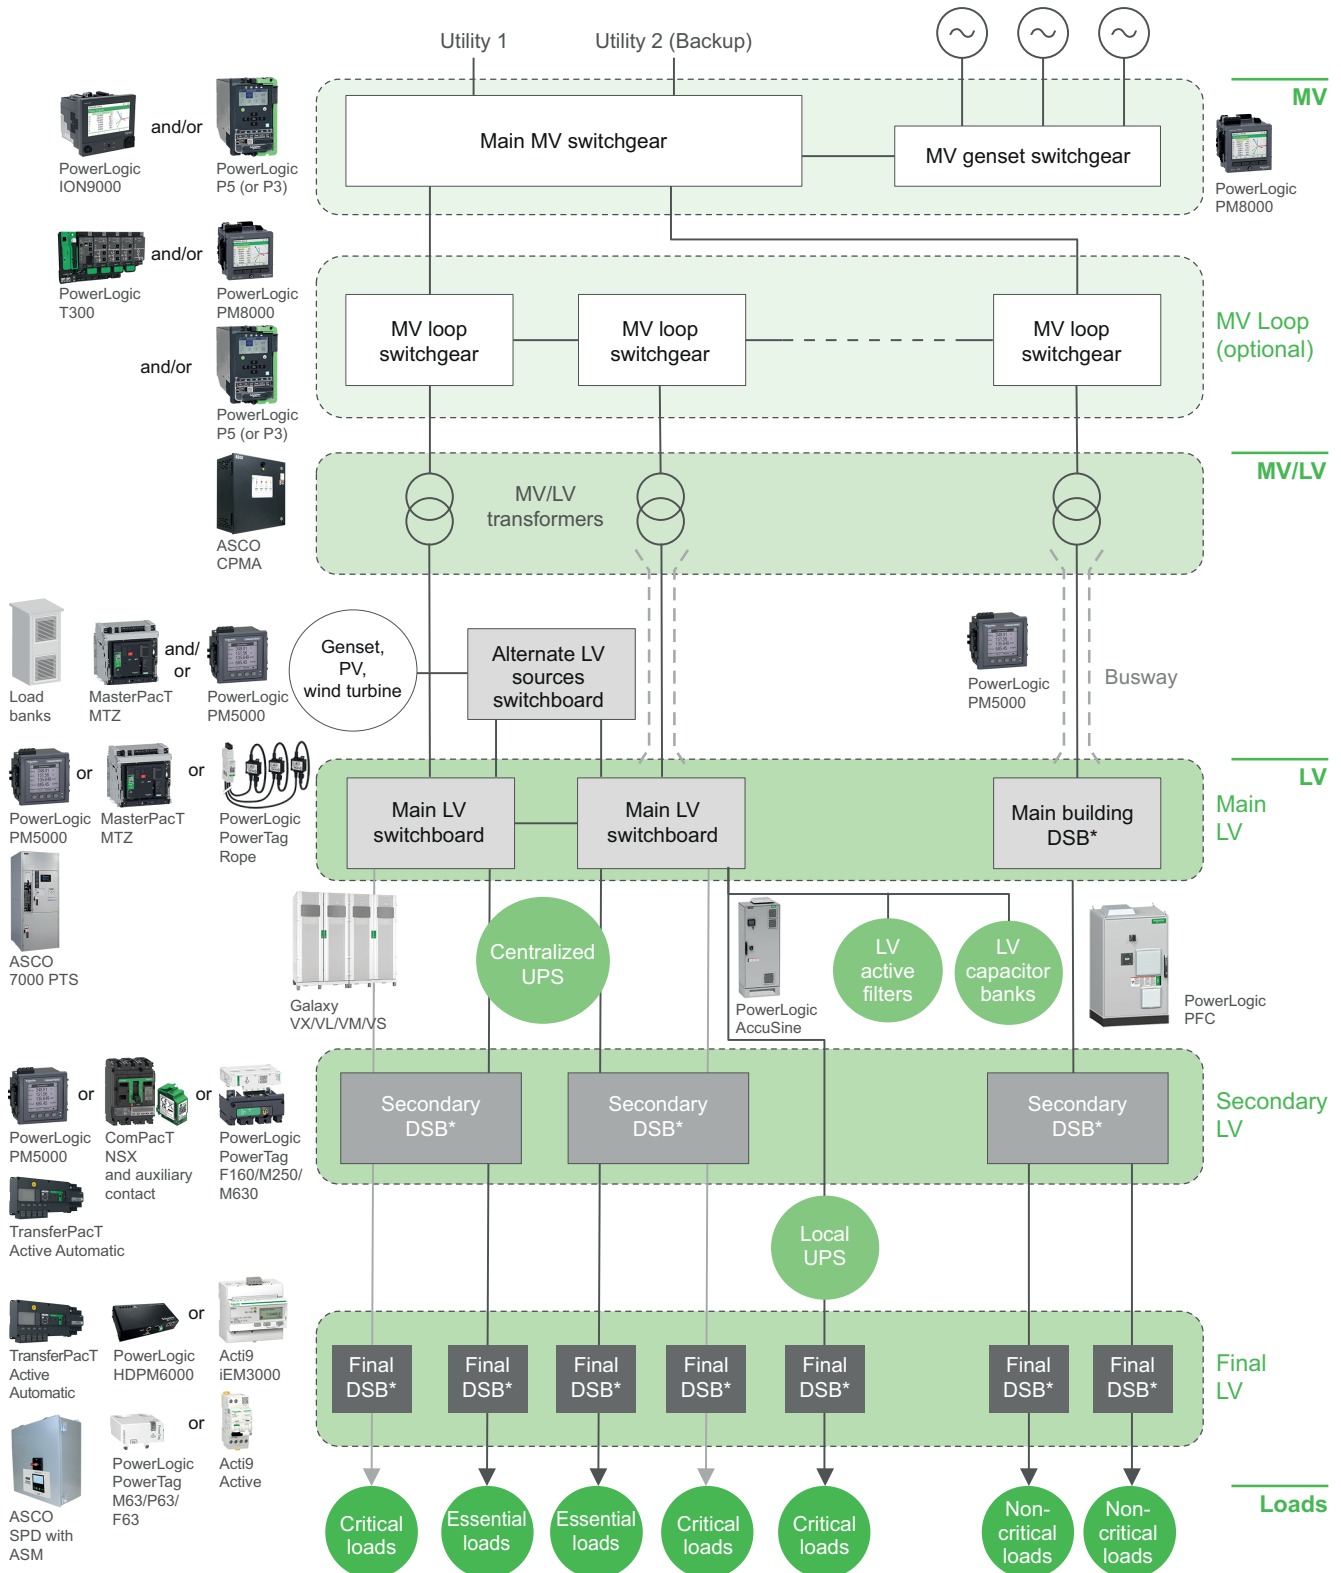 Utility 1
Utility 2 (Backup)
MV
Main MV switchgear
MV genset switchgear
and/or
PowerLogic
ION9000
PowerLogic
P5 (or P3)
PowerLogic
PM8000
and/or
PowerLogic
T300
PowerLogic
PM8000
MV loop
switchgear
MV loop
switchgear
MV loop
switchgear
MV Loop
(optional)
and/or
PowerLogic
P5 (or P3)
MV/LV
MV/LV
transformers
ASCO
CPMA
Genset,
PV,
wind turbine
Alternate LV
sources
switchboard
and/
or
Load
banks
MasterPacT
MTZ
PowerLogic
PM5000
PowerLogic
PM5000
Busway
LV
Main
LV
or
or
PowerLogic
PM5000
MasterPacT
MTZ
PowerLogic
PowerTag
Rope
Main LV
switchboard
Main LV
switchboard
Main building
DSB*
ASCO
7000 PTS
Galaxy
VX/VL/VM/VS
Centralized
UPS
PowerLogic
AccuSine
LV
active
filters
LV
capacitor
banks
PowerLogic
PFC
or
or
PowerLogic
PM5000
ComPacT
NSX
and auxiliary
contact
PowerLogic
PowerTag
F160/M250/
M630
Secondary
DSB*
Secondary
DSB*
Secondary
DSB*
Secondary
LV
TransferPacT
Active Automatic
Local
UPS
or
TransferPacT
Active
Automatic
PowerLogic
HDPM6000
Acti9
iEM3000
Final
DSB*
Final
DSB*
Final
DSB*
Final
DSB*
Final
DSB*
Final
DSB*
Final
DSB*
Final
LV
or
ASCO
SPD with
ASM
PowerLogic
PowerTag
M63/P63/
F63
Acti9
Active
Loads
Critical
loads
Essential
loads
Essential
loads
Critical
loads
Critical
loads
Non-
critical
loads
Non-
critical
loads